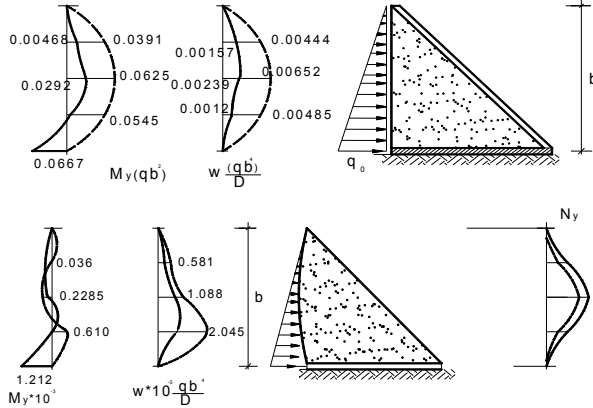 0.00468
0.0391
0.0625
0.0292
0.0545
0.0667
My(qb²)
0.00157
0.00444
0.00652
0.00239
0.0012
0.00485
w (qb⁴)
D
q₀
b
0.036
0.2285
0.610
1.212
My*10⁻³
0.581
1.088
2.045
b
w*10⁻⁵ qb⁴
D
Ny